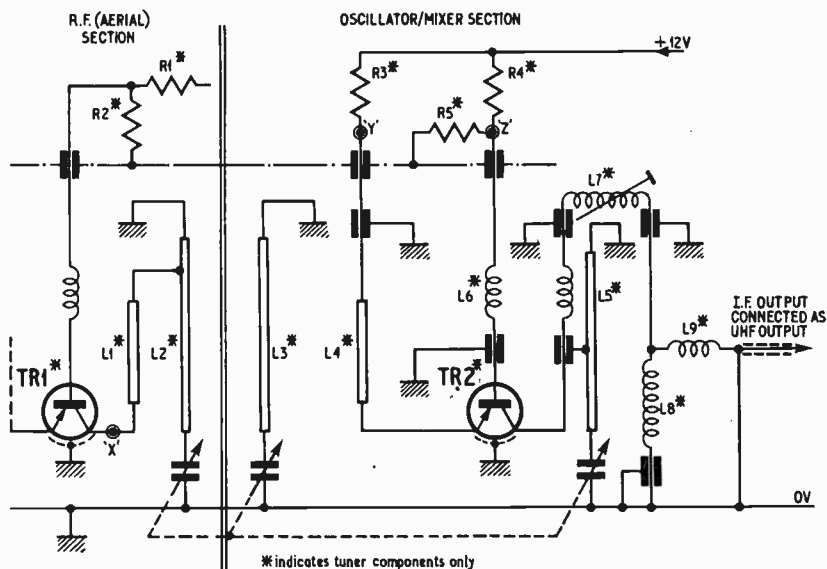 R.F. (AERIAL)
SECTION
OSCILLATOR/MIXER SECTION
+12V
R1*
R2*
R3*
R4*
R5*
'Y'
'Z'
L7*
L6*
L5*
L1*
L2*
L3*
L4
I.F. OUTPUT
CONNECTED AS
UHF OUTPUT
L9*
TR1*
TR2*
L8*
'X'
0V
* indicates tuner components only